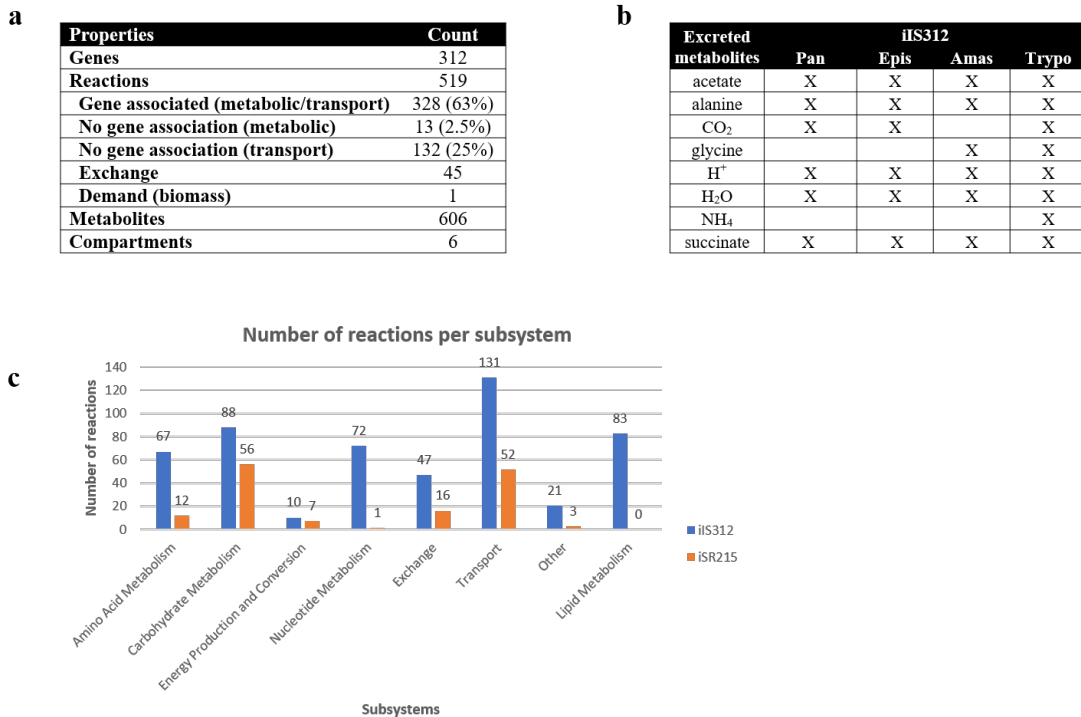 a
Properties Count
Genes 312
Reactions 519
Gene associated (metabolic/transport) 328 (63%)
No gene association (metabolic) 13 (2.5%)
No gene association (transport) 132 (25%)
Exchange 45
Demand (biomass) 1
Metabolites 606
Compartments 6
b
Excreted metabolites iIS312
Pan Epis Amas Trypo
acetate X X X X
alanine X X X X
CO₂ X X X
glycine X X
H⁺ X X X X
H₂O X X X X
NH₄ X
succinate X X X X
c
Number of reactions per subsystem
Number of reactions
140
120
100
80
60
40
20
0
67 12
88 56
10 7
72 1
47 16
131 52
21 3
83 0
Amino Acid Metabolism
Carbohydrate Metabolism
Energy Production and Conversion
Nucleotide Metabolism
Exchange
Transport
Other
Lipid Metabolism
Subsystems
iIS312
iSR215